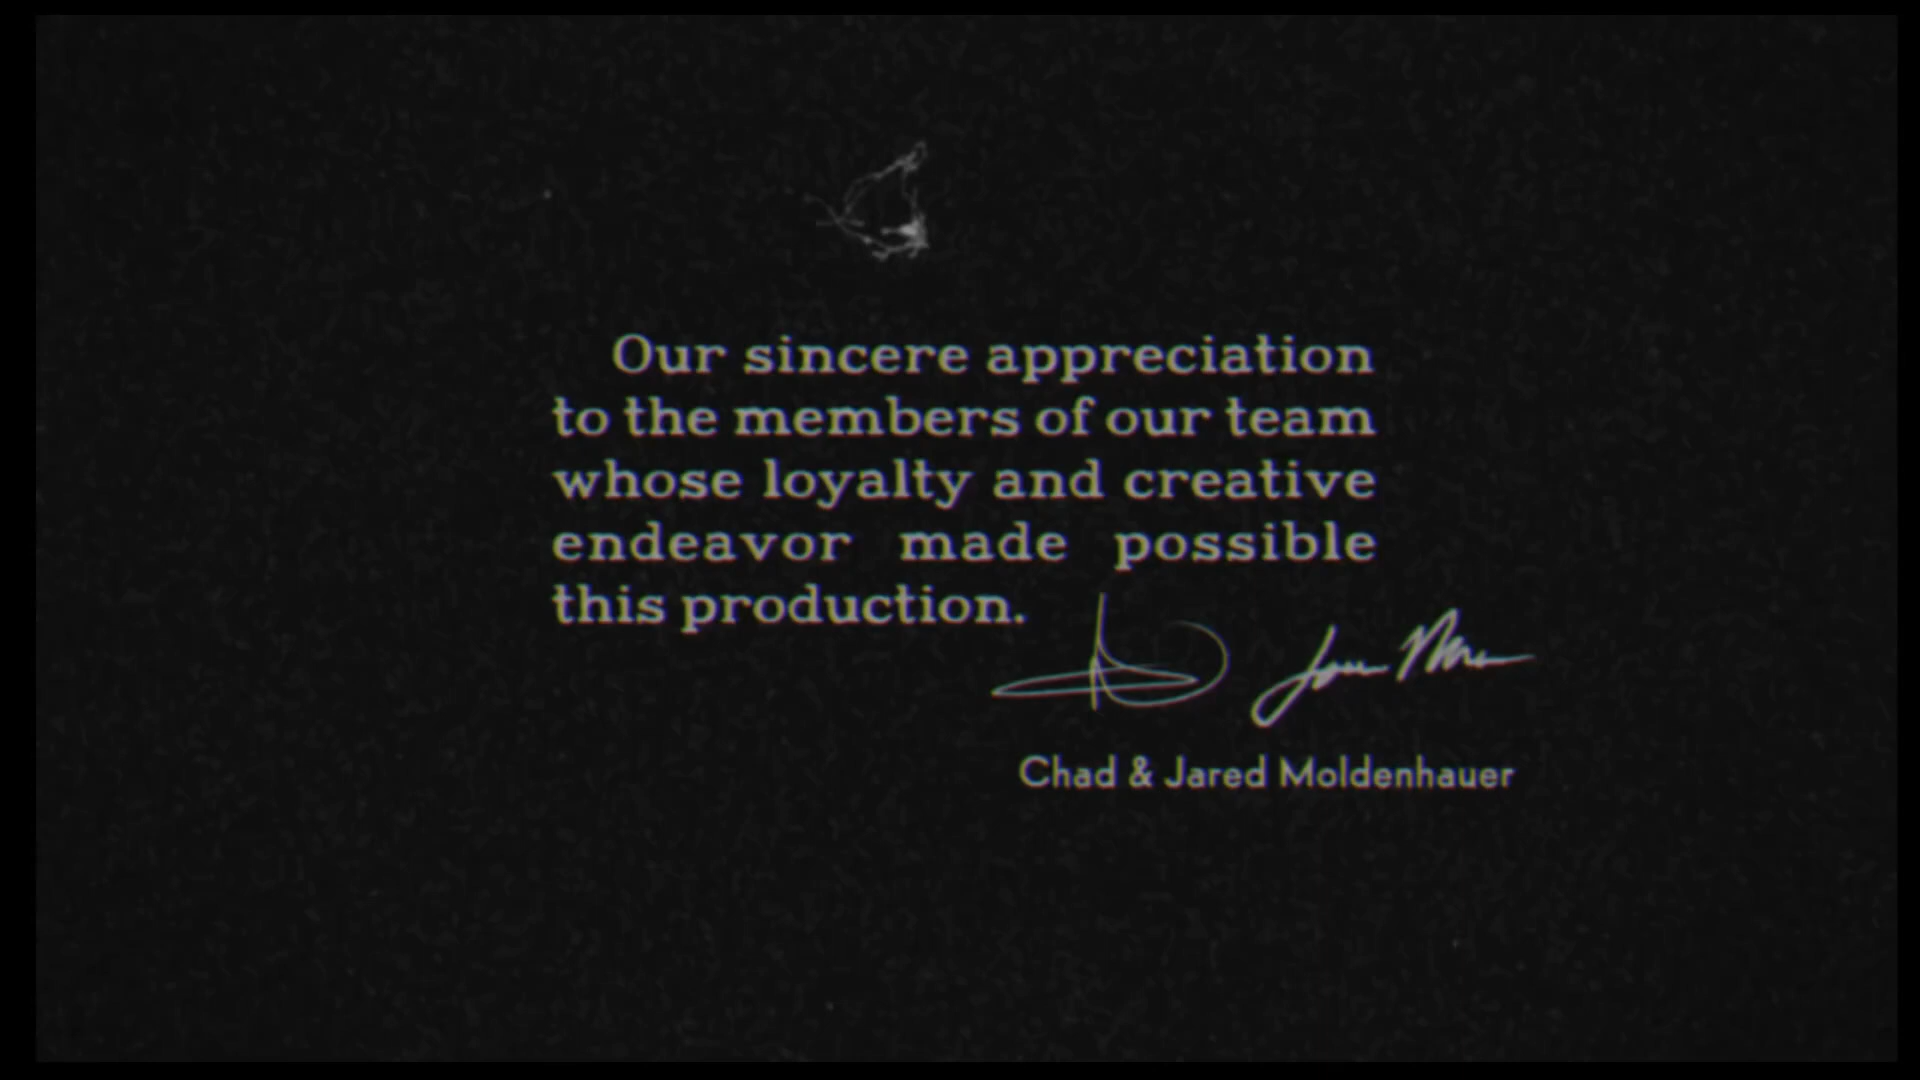 Our sincere appreciation
to the members of our team
whose loyalty and creative
endeavor made possible
this production.
Chad & Jared Moldenhauer